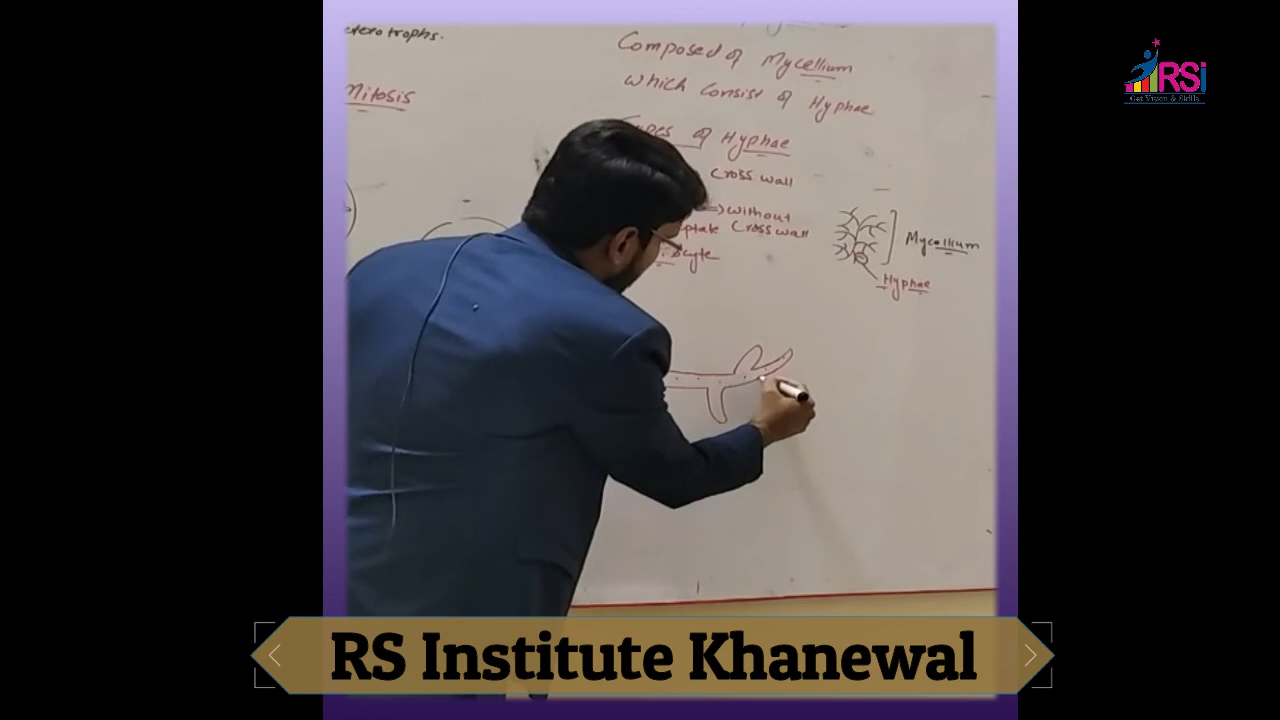 eterotrophs.
Mitosis
Composed of Mycellium
which Consist of Hyphae
Types of Hyphae
Cross wall
=> without
ptate Cross wall
Mycellium
Hyphae
RSi
Get Vision & Skills
RS Institute Khanewal